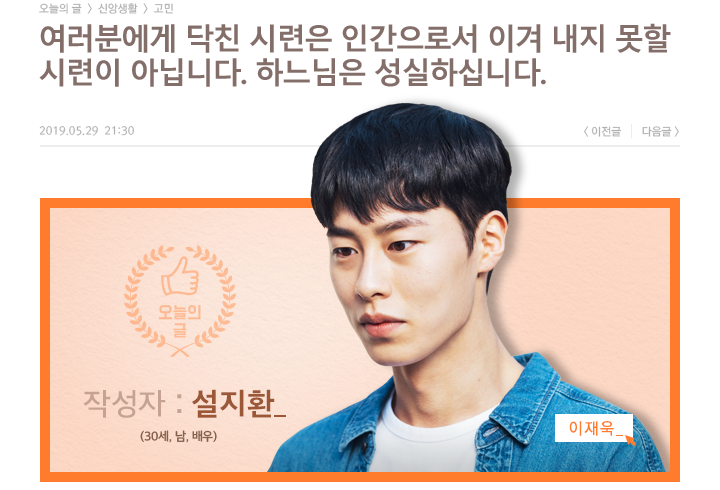 오늘의 글 > 신앙생활 > 고민
여러분에게 닥친 시련은 인간으로서 이겨 내지 못할
시련이 아닙니다. 하느님은 성실하십니다.
2019.05.29 21:30
< 이전글 | 다음글 >
오늘의
글
작성자 : 설지환_
(30세, 남, 배우)
이재욱_